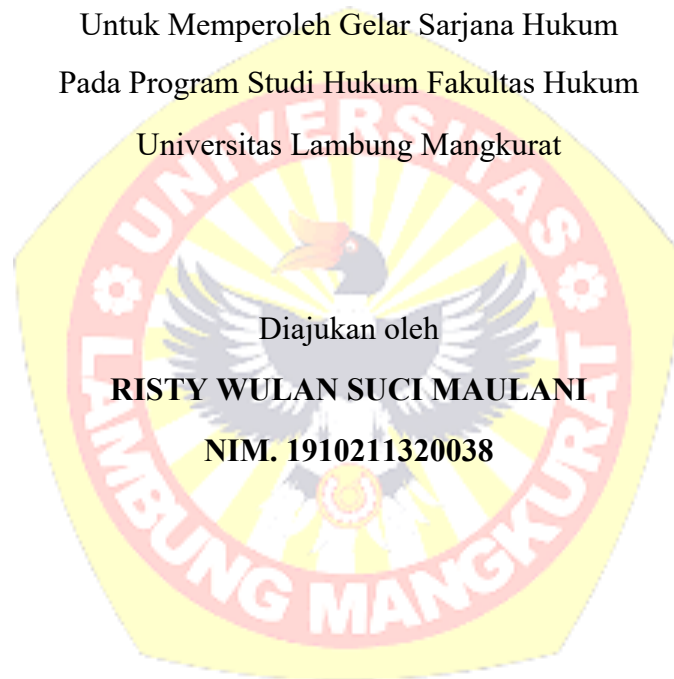 Untuk Memperoleh Gelar Sarjana Hukum
Pada Program Studi Hukum Fakultas Hukum
Universitas Lambung Mangkurat
UNIVERSITAS
Diajukan oleh
RISTY WULAN SUCI MAULANI
NIM. 1910211320038
LAMBUNG MANGKURAT